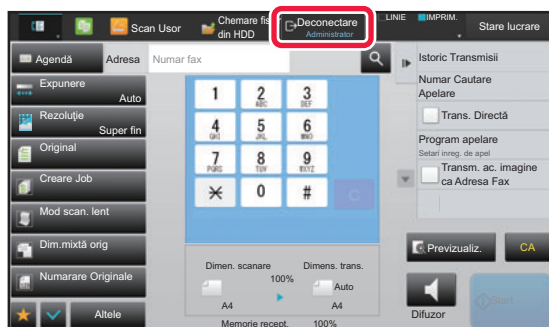 Scan Usor
Chemare fiș
din HDD
Deconectare
Administrator
LINIE
IMPRIM.
Stare lucrare
Agendă
Adresa
Numar fax
Expunere
Auto
Rezoluţie
Super fin
Original
Creare Job
Mod scan. lent
Dim.mixtă orig
Numarare Originale
Altele
1
2
ABC
3
DEF
4
GHI
5
JKL
6
MNO
7
PQRS
8
TUV
9
WXYZ
0
#
C
Dimen. scanare
Dimens. trans.
100%
Auto
A4
A4
Memorie recept.
100%
Istoric Transmisii
Numar Cautare
Apelare
Trans. Directă
Program apelare
Setari inreg. de apel
Transm. ac. imagine
ca Adresa Fax
Previzualiz.
CA
Difuzor
Start